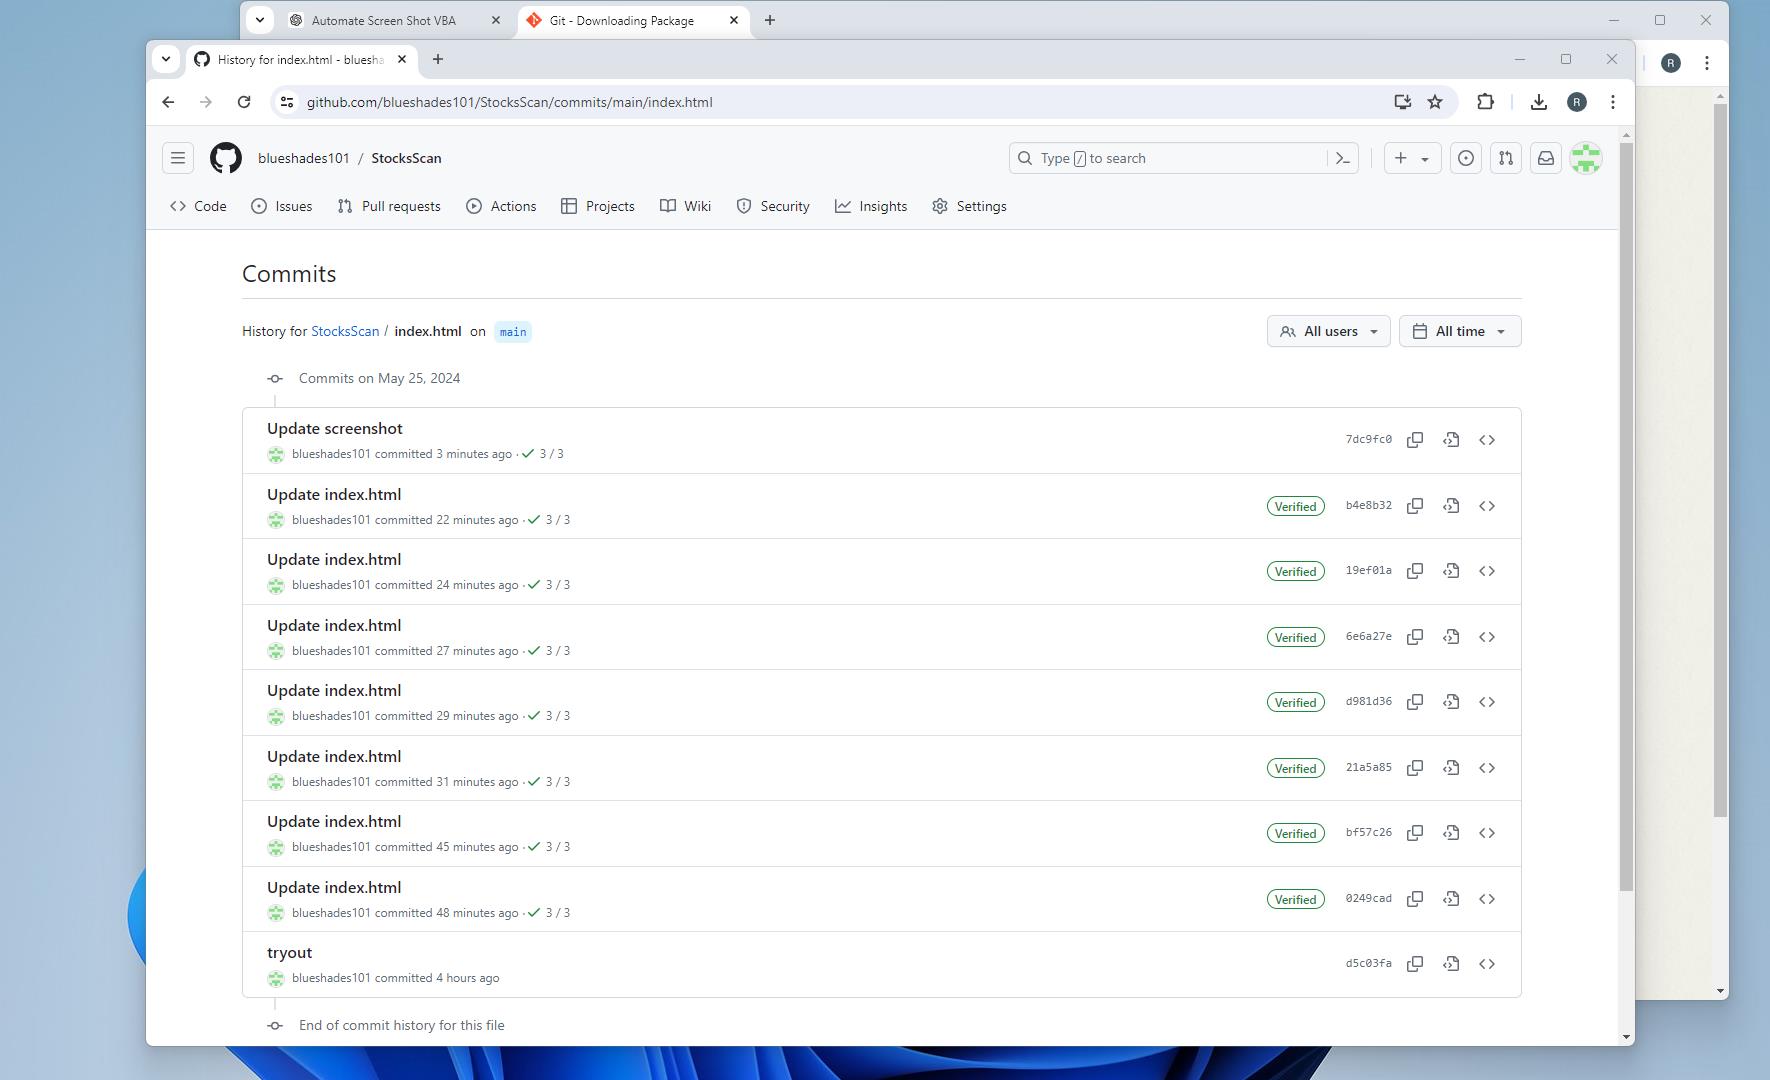 Automate Screen Shot VBA
Git - Downloading Package
History for index.html - bluesha
R
github.com/blueshades101/StocksScan/commits/main/index.html
R
blueshades101 / StocksScan
Type / to search
Code
Issues
Pull requests
Actions
Projects
Wiki
Security
Insights
Settings
Commits
History for StocksScan / index.html on main
All users
All time
Commits on May 25, 2024
Update screenshot
blueshades101 committed 3 minutes ago · 3 / 3
7dc9fc0
Update index.html
blueshades101 committed 22 minutes ago · 3 / 3
Verified
b4e8b32
Update index.html
blueshades101 committed 24 minutes ago · 3 / 3
Verified
19ef01a
Update index.html
blueshades101 committed 27 minutes ago · 3 / 3
Verified
6e6a27e
Update index.html
blueshades101 committed 29 minutes ago · 3 / 3
Verified
d981d36
Update index.html
blueshades101 committed 31 minutes ago · 3 / 3
Verified
21a5a85
Update index.html
blueshades101 committed 45 minutes ago · 3 / 3
Verified
bf57c26
Update index.html
blueshades101 committed 48 minutes ago · 3 / 3
Verified
0249cad
tryout
blueshades101 committed 4 hours ago
d5c03fa
End of commit history for this file